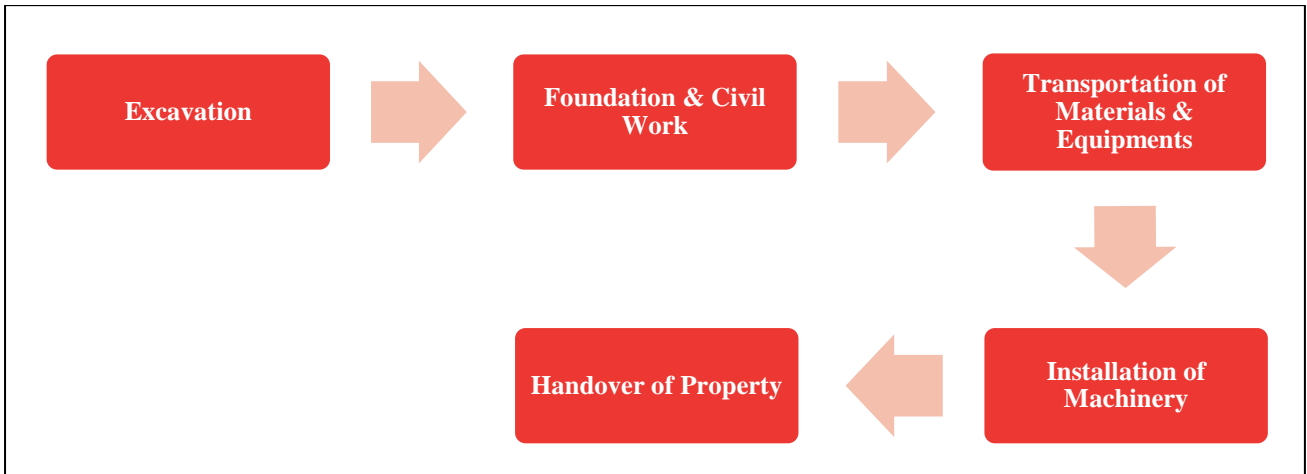 Excavation
Foundation & Civil
Work
Transportation of
Materials &
Equipments
Installation of
Machinery
Handover of Property